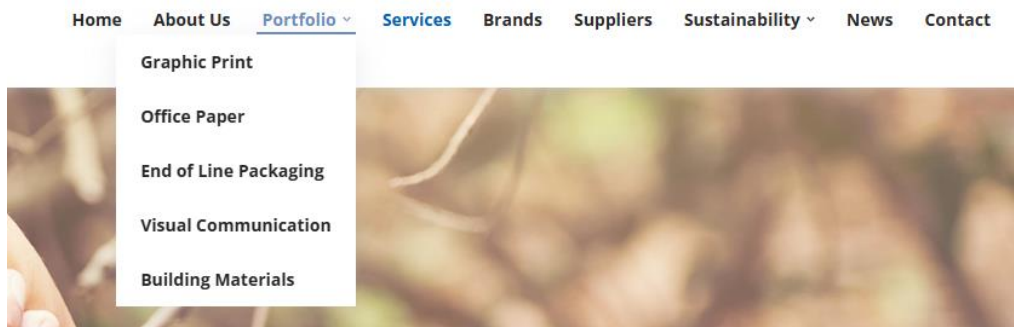 Home About Us Portfolio Services Brands Suppliers Sustainability News Contact
Graphic Print
Office Paper
End of Line Packaging
Visual Communication
Building Materials